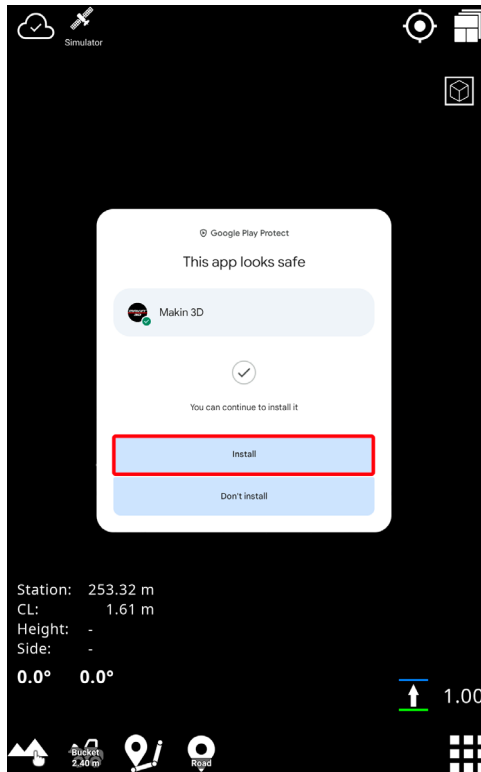 Simulator
Google Play Protect
This app looks safe
Makin 3D
You can continue to install it
Install
Don't install
Station: 253.32 m
CL: 1.61 m
Height: -
Side: -
0.0° 0.0°
1.00
Bucket
2.40 m
Road